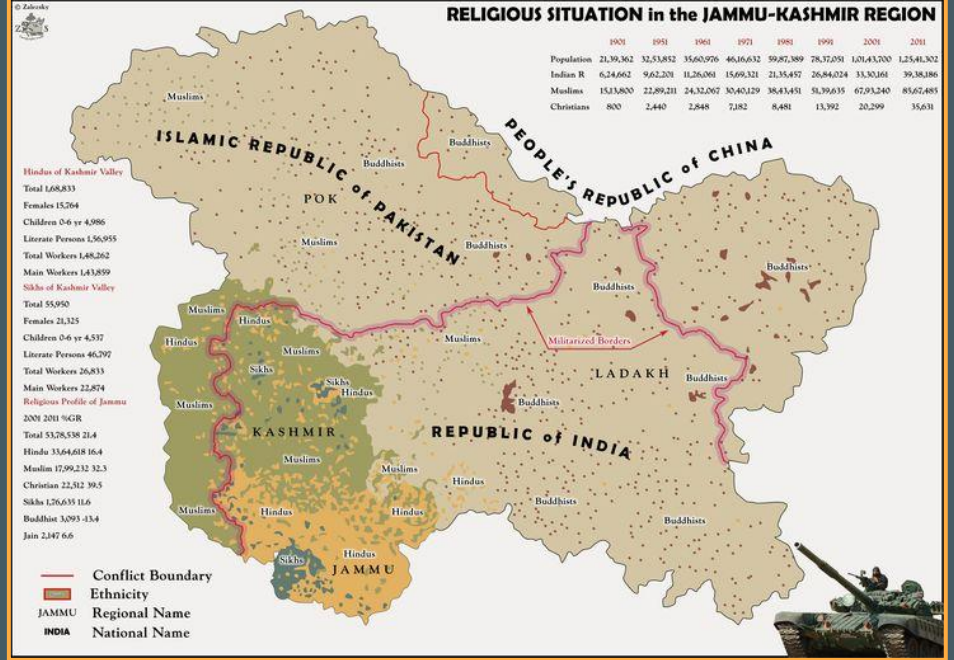 © Zalezsky
Z S
RELIGIOUS SITUATION in the JAMMU-KASHMIR REGION
1901 1951 1961 1971 1981 1991 2001 2011
Population 21,39,362 32,53,852 35,60,976 46,16,632 59,87,389 78,37,051 1,01,43,700 1,25,41,302
Indian R 6,24,662 9,62,201 11,26,061 15,69,321 21,35,457 26,84,024 33,30,161 39,38,186
Muslims 15,13,800 22,89,211 24,32,067 30,40,129 38,43,451 51,39,635 67,93,240 85,67,485
Christians 800 2,440 2,848 7,182 8,481 13,392 20,299 35,631
Muslims
ISLAMIC REPUBLIC of PAKISTAN
Buddhists
Buddhists
PEOPLE'S REPUBLIC of CHINA
POK
Muslims
Buddhists
Buddhists
Buddhists
Hindus of Kashmir Valley
Total 1,68,833
Females 15,764
Children 0-6 yr 4,986
Literate Persons 1,56,955
Total Workers 1,48,262
Main Workers 1,43,859
Sikhs of Kashmir Valley
Total 55,950
Females 21,325
Children 0-6 yr 4,537
Literate Persons 46,797
Total Workers 26,833
Main Workers 22,874
Religious Profile of Jammu
2001 2011 %GR
Total 53,78,538 21.4
Hindu 33,64,618 16.4
Muslim 17,99,232 32.3
Christian 22,512 39.5
Sikhs 1,76,635 11.6
Buddhist 3,093 -13.4
Jain 2,147 6.6
Muslims
Hindus
Hindus
Muslims
Muslims
Militarized Borders
Sikhs
Sikhs
Hindus
LADAKH
Buddhists
Muslims
Buddhists
KASHMIR
REPUBLIC of INDIA
Muslims
Muslims
Hindus
Muslims
Hindus
Hindus
Buddhists
Buddhists
Sikhs
Hindus
JAMMU
Conflict Boundary
Ethnicity
JAMMU Regional Name
INDIA National Name